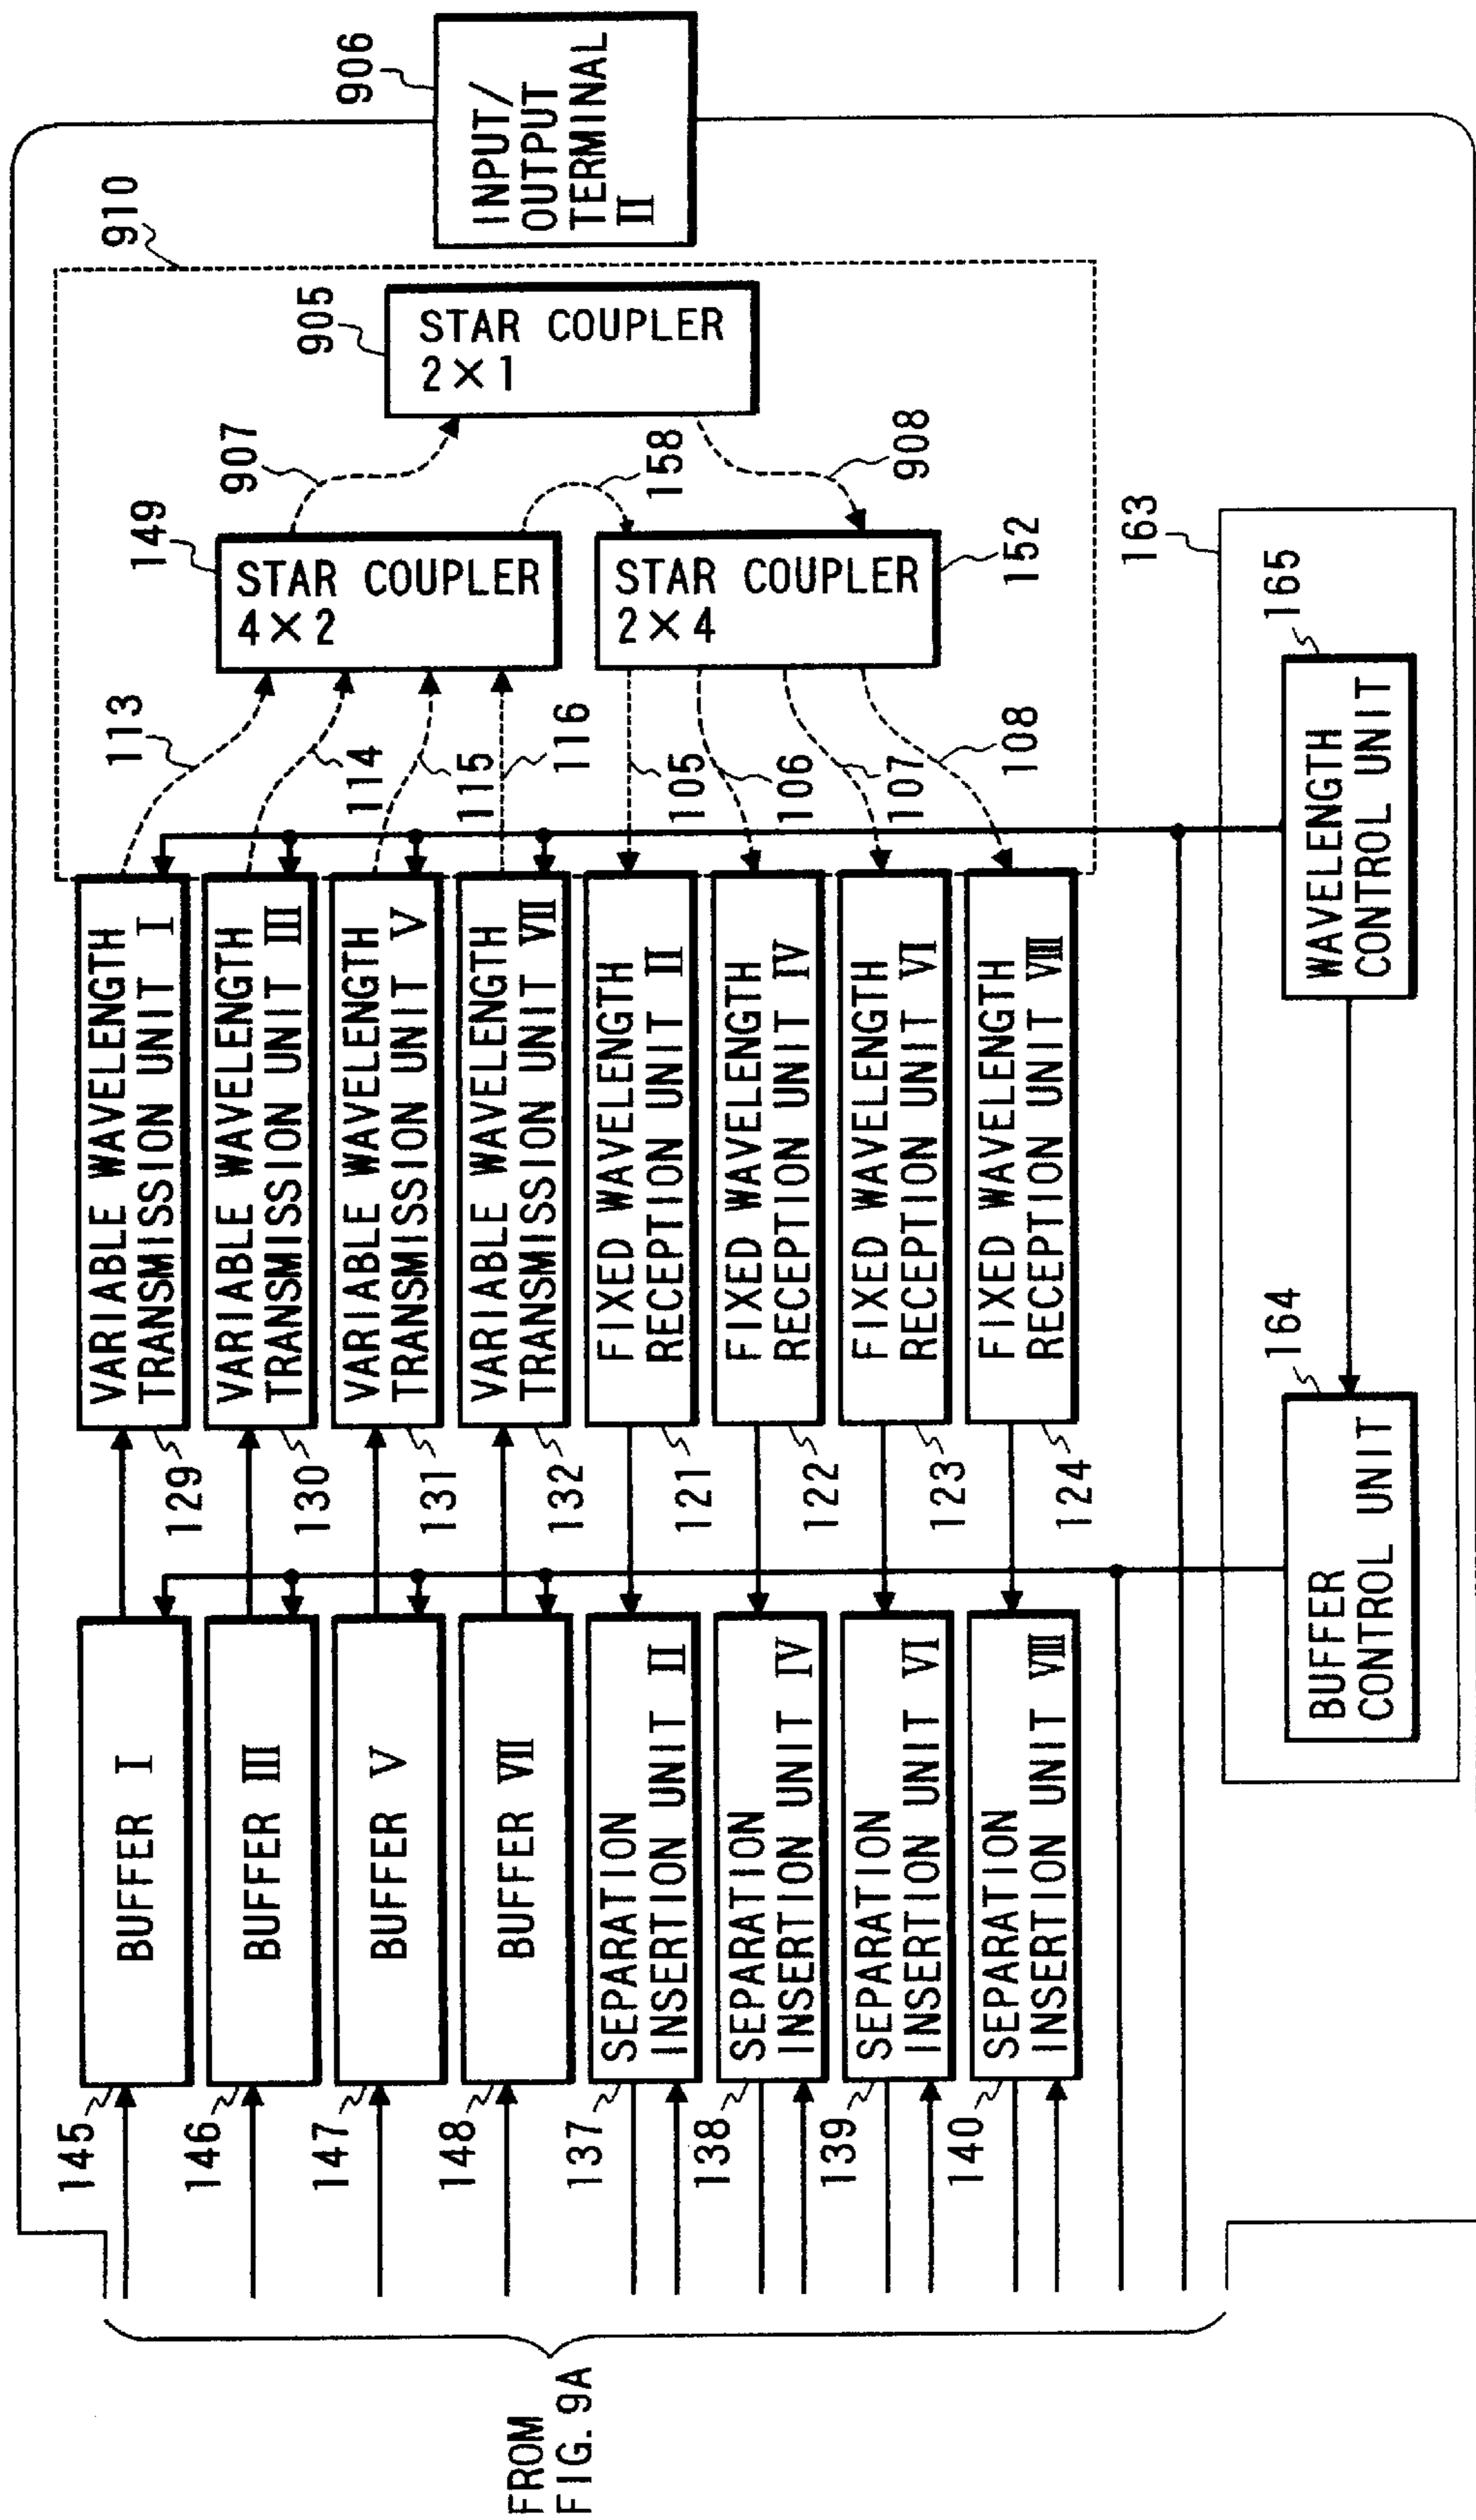 910
906
INPUT/
OUTPUT
TERMINAL
II
905
STAR COUPLER
2×1
907
908
158
149
STAR COUPLER
4×2
STAR COUPLER
2×4
152
113
114
115
116
105
106
107
108
VARIABLE WAVELENGTH
TRANSMISSION UNIT I
129
VARIABLE WAVELENGTH
TRANSMISSION UNIT III
130
VARIABLE WAVELENGTH
TRANSMISSION UNIT V
131
VARIABLE WAVELENGTH
TRANSMISSION UNIT VII
132
FIXED WAVELENGTH
RECEPTION UNIT II
121
FIXED WAVELENGTH
RECEPTION UNIT IV
122
FIXED WAVELENGTH
RECEPTION UNIT VI
123
FIXED WAVELENGTH
RECEPTION UNIT VIII
124
BUFFER I
145
BUFFER III
146
BUFFER V
147
BUFFER VII
148
SEPARATION
INSERTION UNIT II
137
SEPARATION
INSERTION UNIT IV
138
SEPARATION
INSERTION UNIT VI
139
SEPARATION
INSERTION UNIT VIII
140
163
164
BUFFER
CONTROL UNIT
165
WAVELENGTH
CONTROL UNIT
FROM
FIG. 9A